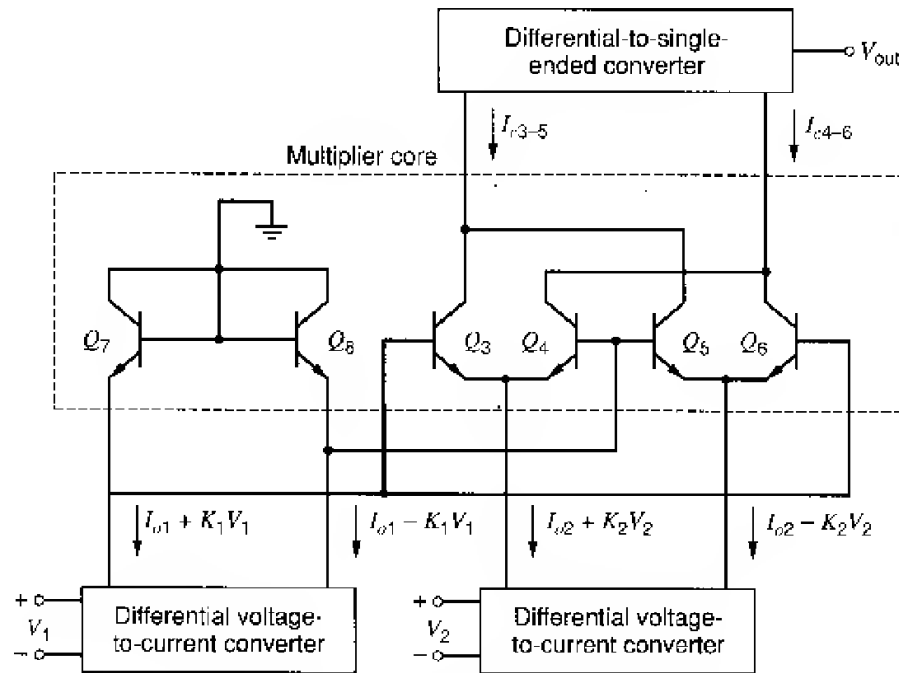 Differential-to-single-
ended converter
V_out
I_c3–5
I_c4–6
Multiplier core
Q_7
Q_8
Q_3
Q_4
Q_5
Q_6
I_o1 + K_1V_1
I_o1 − K_1V_1
I_o2 + K_2V_2
I_o2 − K_2V_2
+
V_1
−
Differential voltage-
to-current converter
+
V_2
−
Differential voltage-
to-current converter